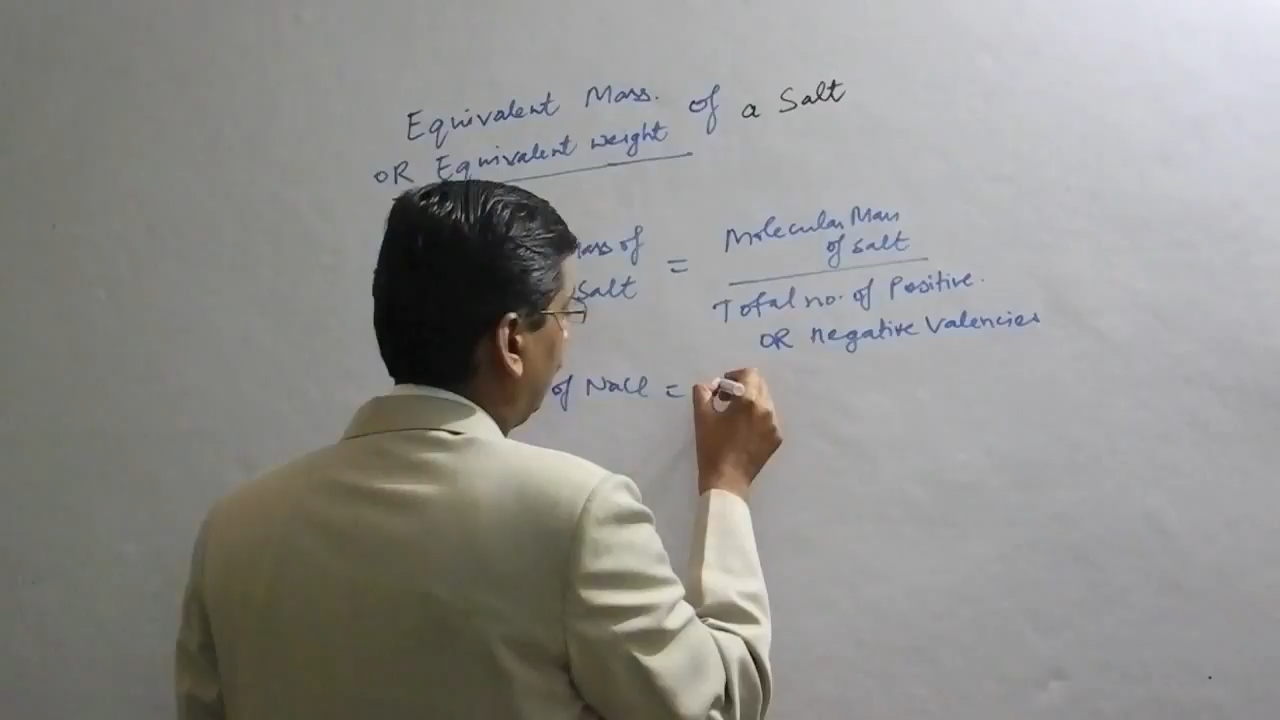 Equivalent Mass. of a Salt
OR Equivalent weight
Mass of
Salt
=
Molecular Mass
of salt
Total no. of Positive.
OR negative Valencies
of NaCl =